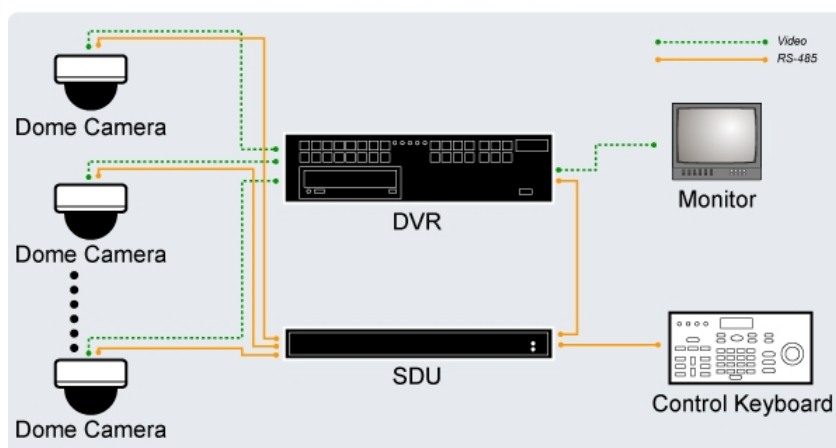 Video
RS-485
Dome Camera
DVR
Monitor
Dome Camera
SDU
Control Keyboard
Dome Camera